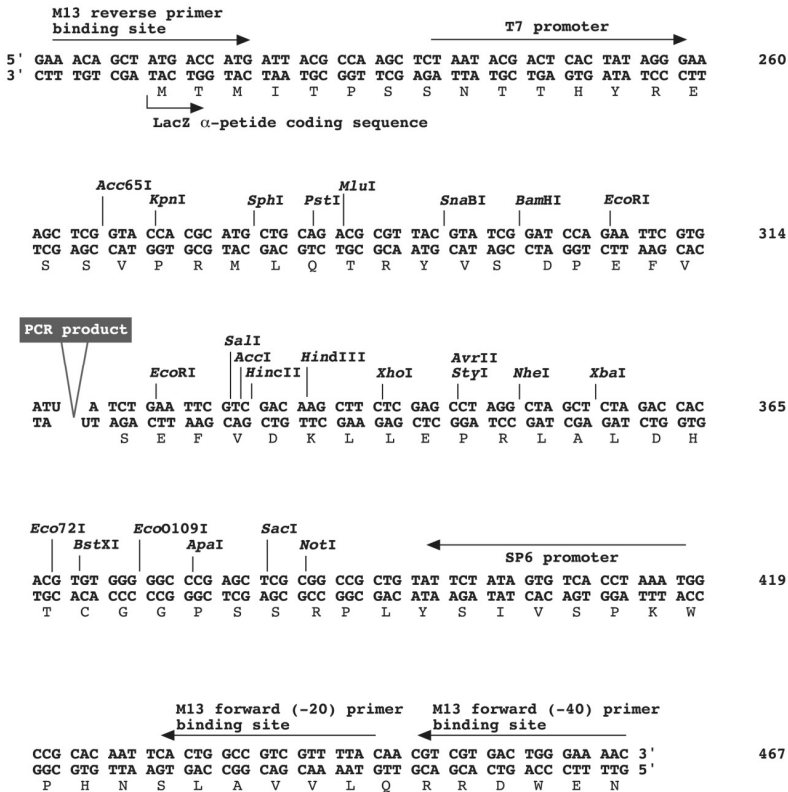 M13 reverse primer
binding site
T7 promoter
5' GAA ACA GCT ATG ACC ATG ATT ACG CCA AGC TCT AAT ACG ACT CAC TAT AGG GAA 260
3' CTT TGT CGA TAC TGG TAC TAA TGC GGT TCG AGA TTA TGC TGA GTG ATA TCC CTT
M T M I T P S S N T T H Y R E
LacZ α-petide coding sequence
Acc65I KpnI SphI PstI MluI SnaBI BamHI EcoRI
AGC TCG GTA CCA CGC ATG CTG CAG ACG CGT TAC GTA TCG GAT CCA GAA TTC GTG 314
TCG AGC CAT GGT GCG TAC GAC GTC TGC GCA ATG CAT AGC CTA GGT CTT AAG CAC
S S V P R M L Q T R Y V S D P E F V
PCR product
EcoRI SalI AccI HincII HindIII XhoI AvrII StyI NheI XbaI
ATU A TCT GAA TTC GTC GAC AAG CTT CTC GAG CCT AGG CTA GCT CTA GAC CAC 365
TA UT AGA CTT AAG CAG CTG TTC GAA GAG CTC GGA TCC GAT CGA GAT CTG GTG
S E F V D K L L E P R L A L D H
Eco72I BstXI EcoO109I ApaI SacI NotI
SP6 promoter
ACG TGT GGG GGC CCG AGC TCG CGG CCG CTG TAT TCT ATA GTG TCA CCT AAA TGG 419
TGC ACA CCC CCG GGC TCG AGC GCC GGC GAC ATA AGA TAT CAC AGT GGA TTT ACC
T C G G P S S R P L Y S I V S P K W
M13 forward (-20) primer
binding site
M13 forward (-40) primer
binding site
CCG CAC AAT TCA CTG GCC GTC GTT TTA CAA CGT CGT GAC TGG GAA AAC 3' 467
GGC GTG TTA AGT GAC CGG CAG CAA AAT GTT GCA GCA CTG ACC CTT TTG 5'
P H N S L A V V L Q R R D W E N